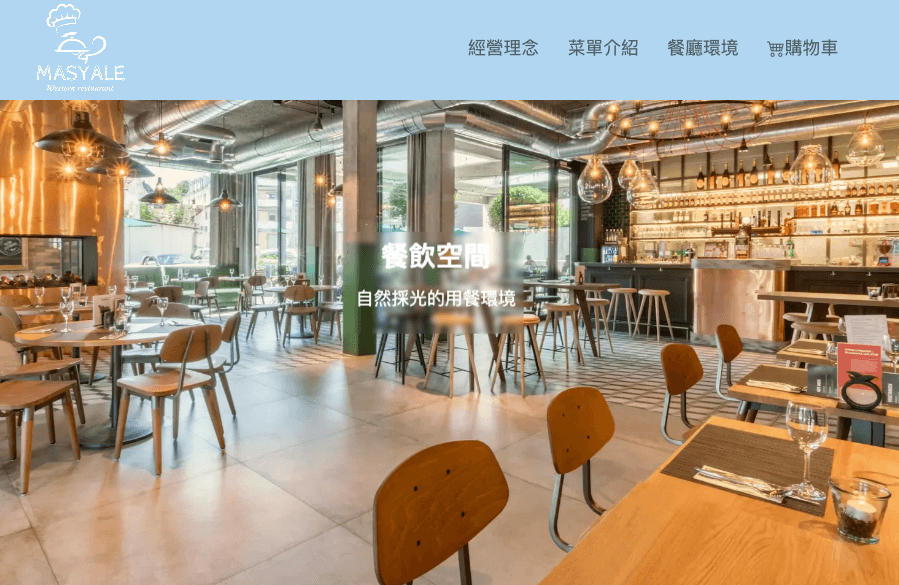 MASYALE
Western restaurant
經營理念
菜單介紹
餐廳環境
購物車
餐飲空間
自然採光的用餐環境